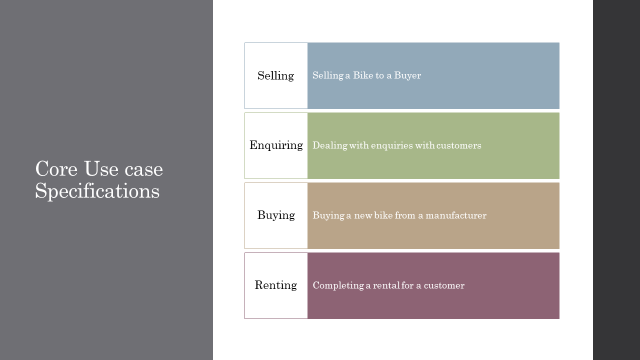 Core Use case
Specifications
Selling
Selling a Bike to a Buyer
Enquiring
Dealing with enquiries with customers
Buying
Buying a new bike from a manufacturer
Renting
Completing a rental for a customer